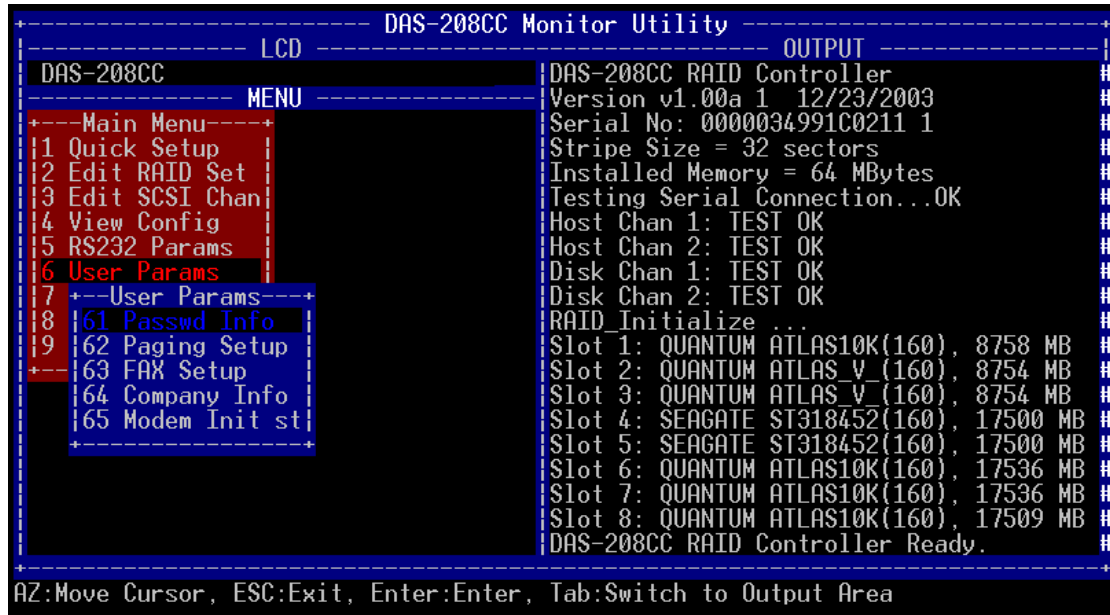 DAS-208CC Monitor Utility
LCD
DAS-208CC
MENU
Main Menu
1 Quick Setup
2 Edit RAID Set
3 Edit SCSI Chan
4 View Config
5 RS232 Params
6 User Params
7
8
9
User Params
61 Passwd Info
62 Paging Setup
63 FAX Setup
64 Company Info
65 Modem Init st
OUTPUT
DAS-208CC RAID Controller
Version v1.00a 1 12/23/2003
Serial No: 0000034991C0211 1
Stripe Size = 32 sectors
Installed Memory = 64 MBytes
Testing Serial Connection...OK
Host Chan 1: TEST OK
Host Chan 2: TEST OK
Disk Chan 1: TEST OK
Disk Chan 2: TEST OK
RAID_Initialize ...
Slot 1: QUANTUM ATLAS10K(160), 8758 MB
Slot 2: QUANTUM ATLAS_V_(160), 8754 MB
Slot 3: QUANTUM ATLAS_V_(160), 8754 MB
Slot 4: SEAGATE ST318452(160), 17500 MB
Slot 5: SEAGATE ST318452(160), 17500 MB
Slot 6: QUANTUM ATLAS10K(160), 17536 MB
Slot 7: QUANTUM ATLAS10K(160), 17536 MB
Slot 8: QUANTUM ATLAS10K(160), 17509 MB
DAS-208CC RAID Controller Ready.
AZ:Move Cursor, ESC:Exit, Enter:Enter, Tab:Switch to Output Area